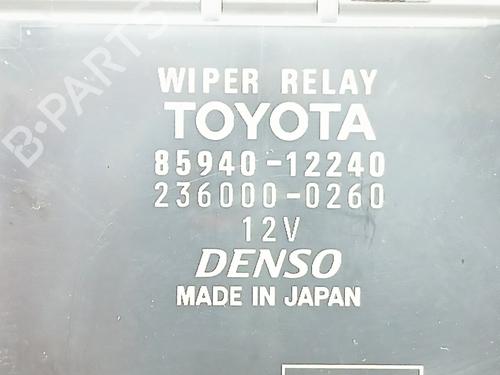 B-PARTS
WIPER RELAY
TOYOTA
85940-12240
236000-0260
12V
DENSO
MADE IN JAPAN